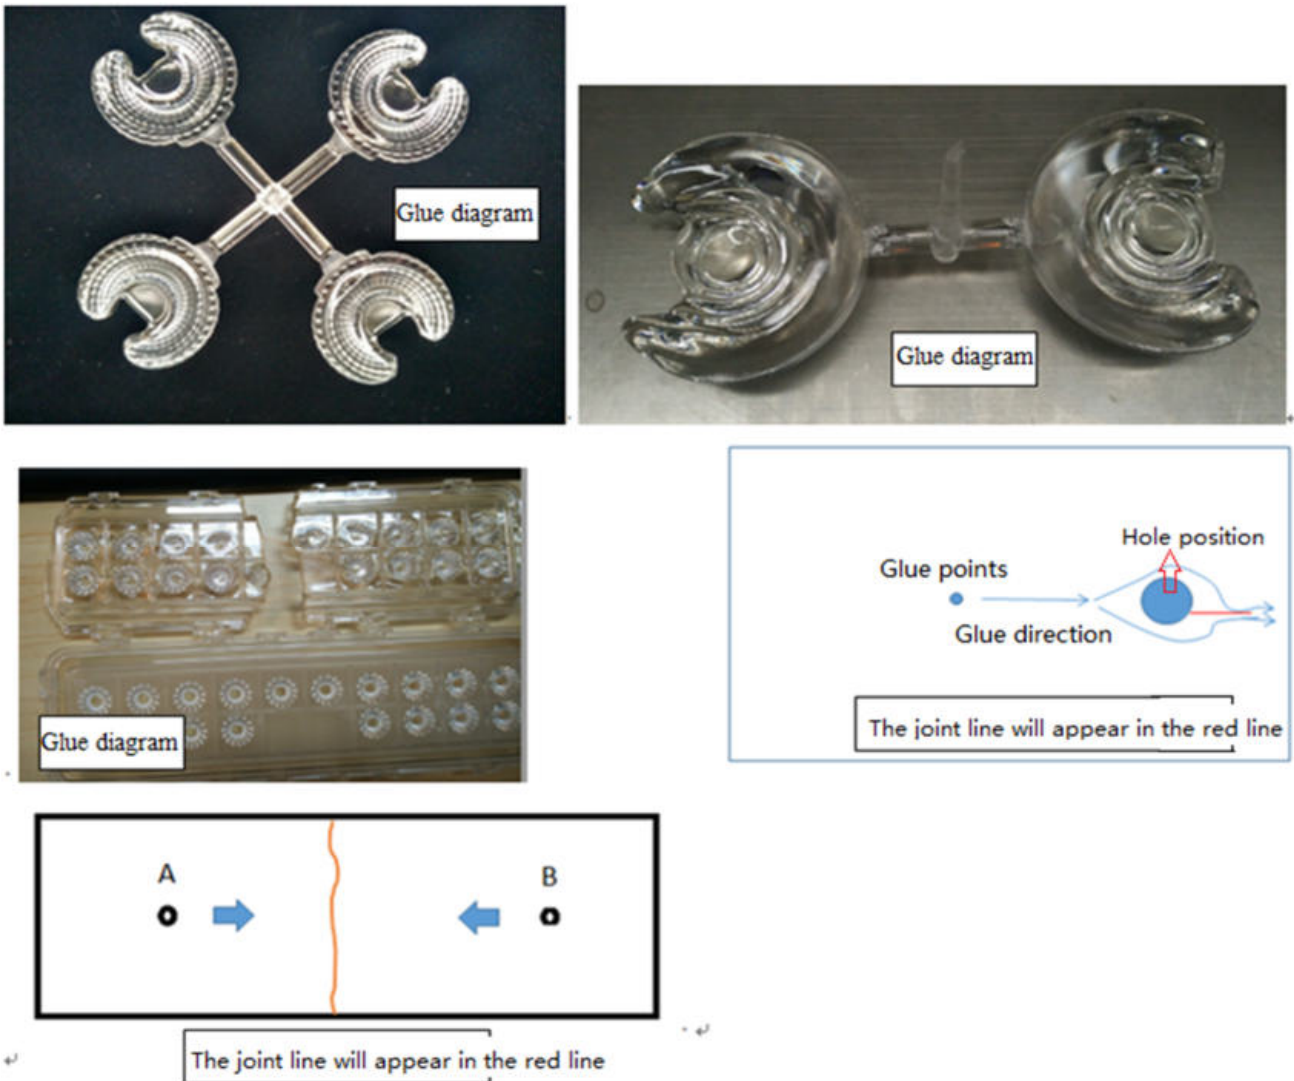 Glue diagram
Glue diagram
Glue diagram
Hole position
Glue points
Glue direction
The joint line will appear in the red line
A
B
The joint line will appear in the red line